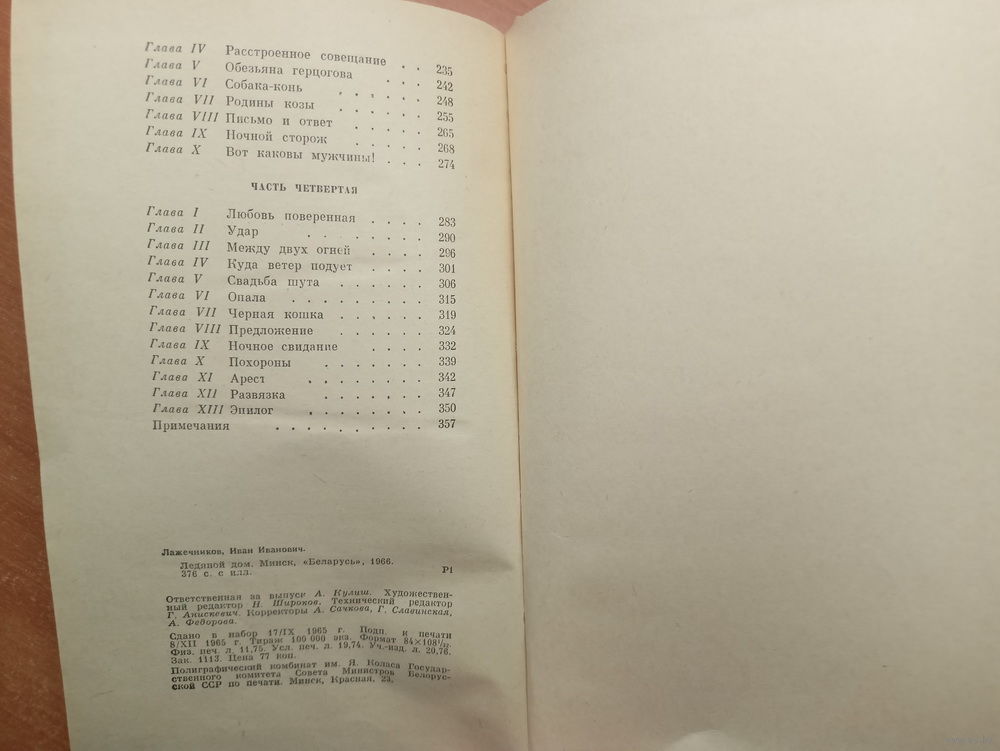 Глава IV Расстроенное совещание . . 235
Глава V Обезьяна герцогова . . . 242
Глава VI Собака-конь . . . . . . 248
Глава VII Родины козы . . . . . . 255
Глава VIII Письмо и ответ . . . . . 265
Глава IX Ночной сторож . . . . . 268
Глава X Вот каковы мужчины! . . . 274
ЧАСТЬ ЧЕТВЕРТАЯ
Глава I Любовь поверенная . . . . 283
Глава II Удар . . . . . . . . 290
Глава III Между двух огней . . . . 296
Глава IV Куда ветер подует . . . . 301
Глава V Свадьба шута . . . . . . 306
Глава VI Опала . . . . . . . . . 315
Глава VII Черная кошка . . . . . . 319
Глава VIII Предложение . . . . . . 324
Глава IX Ночное свидание . . . . 332
Глава X Похороны . . . . . . . 339
Глава XI Арест . . . . . . . . 342
Глава XII Развязка . . . . . . . 347
Глава XIII Эпилог . . . . . . . . 350
Примечания . . . . . . . . . . 357
Лажечников, Иван Иванович.
Ледяной дом. Минск, «Беларусь», 1966.
376 с. с илл. Р1
Ответственная за выпуск А. Кулиш. Художествен-
ный редактор Н. Широков. Технический редактор
Г. Анискевич. Корректоры А. Сачкова, Г. Славинская,
А. Федорова.
Сдано в набор 17/IX 1965 г. Подп. к печати
8/XII 1965 г. Тираж 100 000 экз. Формат 84×108¹/₃₂.
Физ. печ. л. 11,75. Усл. печ. л. 19,74. Уч.-изд. л. 20,76.
Зак. 1113. Цена 77 коп.
Полиграфический комбинат им. Я. Коласа Государ-
ственного комитета Совета Министров Белорус-
ской ССР по печати. Минск, Красная, 23.